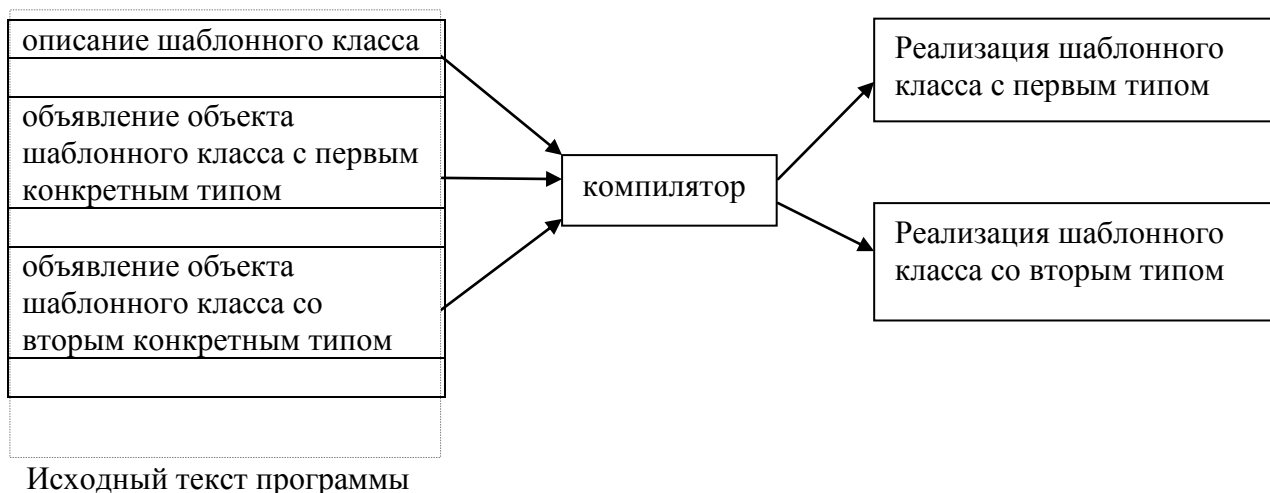 описание шаблонного класса
объявление объекта
шаблонного класса с первым
конкретным типом
объявление объекта
шаблонного класса со
вторым конкретным типом
Исходный текст программы
компилятор
Реализация шаблонного
класса с первым типом
Реализация шаблонного
класса со вторым типом